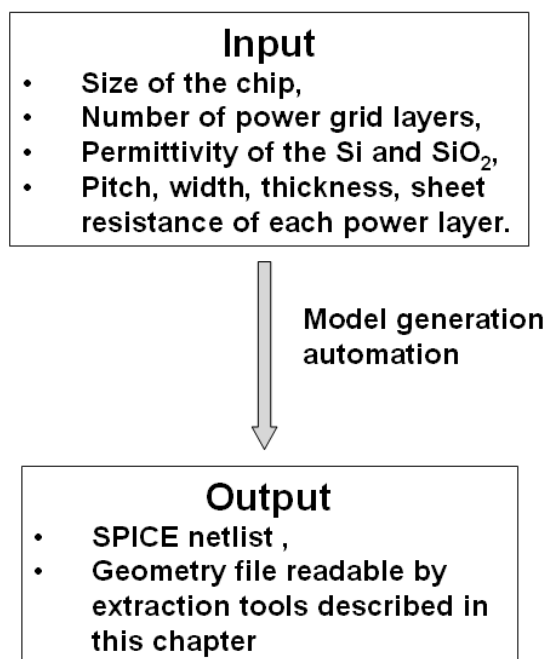 Input
• Size of the chip,
• Number of power grid layers,
• Permittivity of the Si and SiO₂,
• Pitch, width, thickness, sheet
resistance of each power layer.
Model generation
automation
Output
• SPICE netlist ,
• Geometry file readable by
extraction tools described in
this chapter